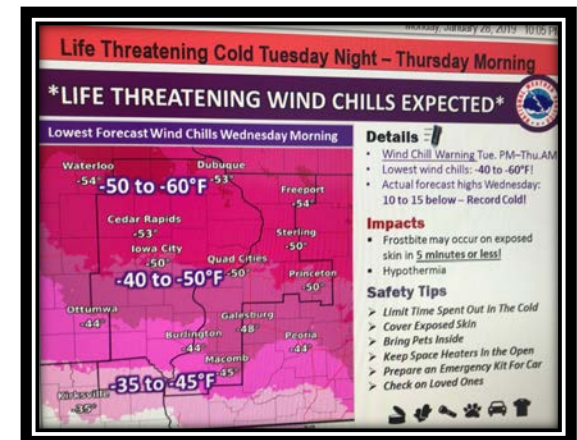 Monday, January 28, 2019 10:05 PM
Life Threatening Cold Tuesday Night – Thursday Morning
*LIFE THREATENING WIND CHILLS EXPECTED*
Lowest Forecast Wind Chills Wednesday Morning
Waterloo
-54°
Dubuque
-53°
-50 to -60°F
Freeport
-54°
Cedar Rapids
-53°
Sterling
-50°
Iowa City
-50°
Quad Cities
-50°
Princeton
-50°
-40 to -50°F
Ottumwa
-44°
Galesburg
-48°
Burlington
-44°
Peoria
-44°
Macomb
-45°
-35 to -45°F
Kirksville
-35°
Details
• Wind Chill Warning Tue. PM–Thu.AM
• Lowest wind chills: -40 to -60°F!
• Actual forecast highs Wednesday:
10 to 15 below – Record Cold!
Impacts
▪ Frostbite may occur on exposed
skin in 5 minutes or less!
▪ Hypothermia
Safety Tips
➢ Limit Time Spent Out In The Cold
➢ Cover Exposed Skin
➢ Bring Pets Inside
➢ Keep Space Heaters In the Open
➢ Prepare an Emergency Kit For Car
➢ Check on Loved Ones